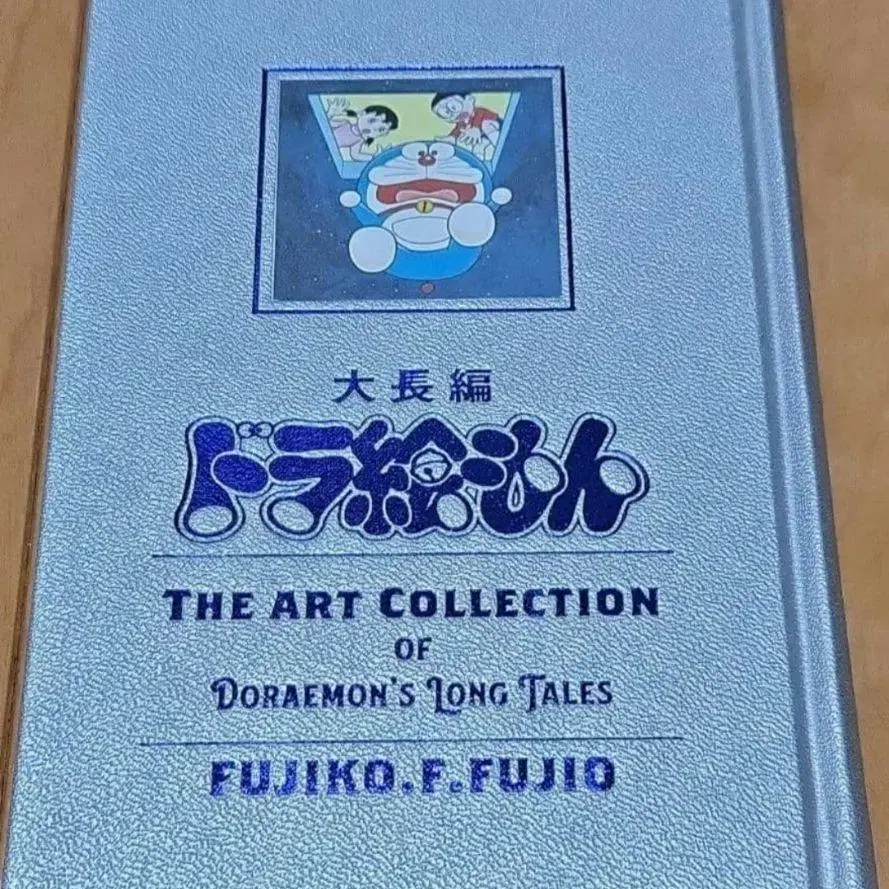 大長編
ドラ絵もん
THE ART COLLECTION
OF
DORAEMON'S LONG TALES
FUJIKO.F.FUJIO